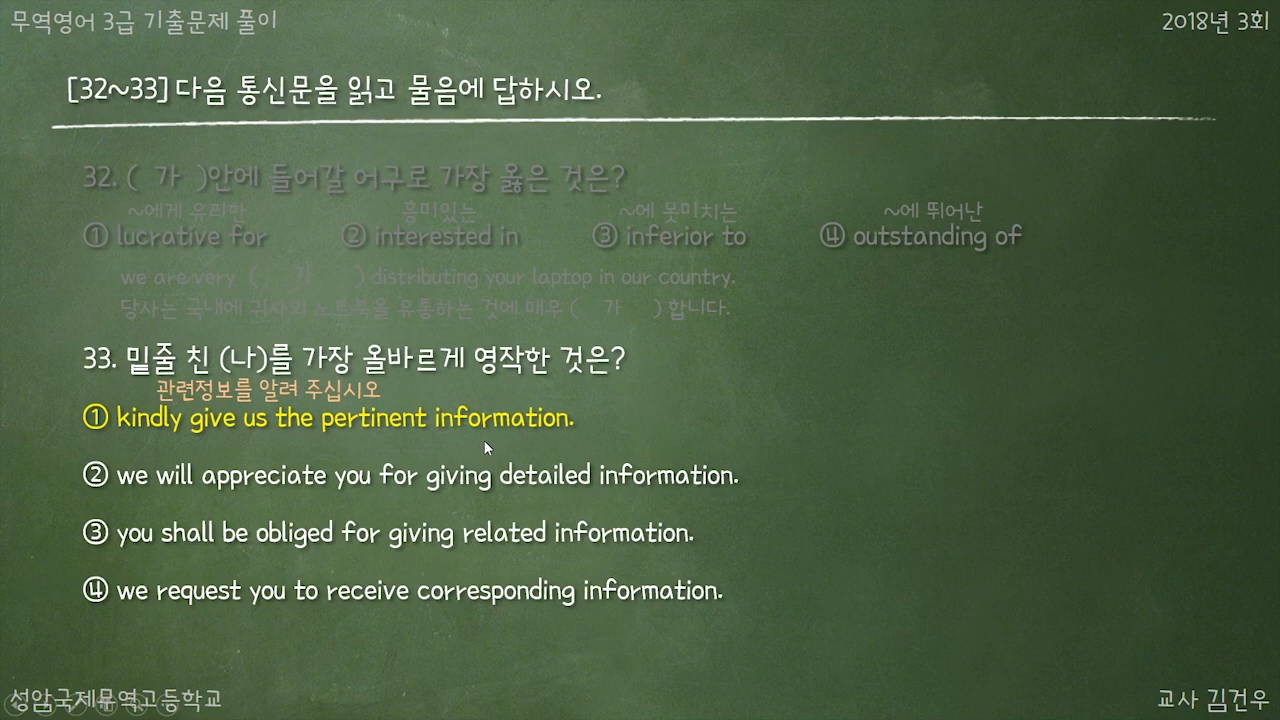 무역영어 3급 기출문제 풀이
2018년 3회
[32~33] 다음 통신문을 읽고 물음에 답하시오.
32. ( 가 )안에 들어갈 어구로 가장 옳은 것은?
~에게 유리한 흥미있는 ~에 못미치는 ~에 뛰어난
① lucrative for ② interested in ③ inferior to ④ outstanding of
we are very ( 가 ) distributing your laptop in our country.
당사는 국내에 귀사의 노트북을 유통하는 것에 매우 ( 가 ) 합니다.
33. 밑줄 친 (나)를 가장 올바르게 영작한 것은?
관련정보를 알려 주십시오
① kindly give us the pertinent information.
② we will appreciate you for giving detailed information.
③ you shall be obliged for giving related information.
④ we request you to receive corresponding information.
성암국제무역고등학교
교사 김건우